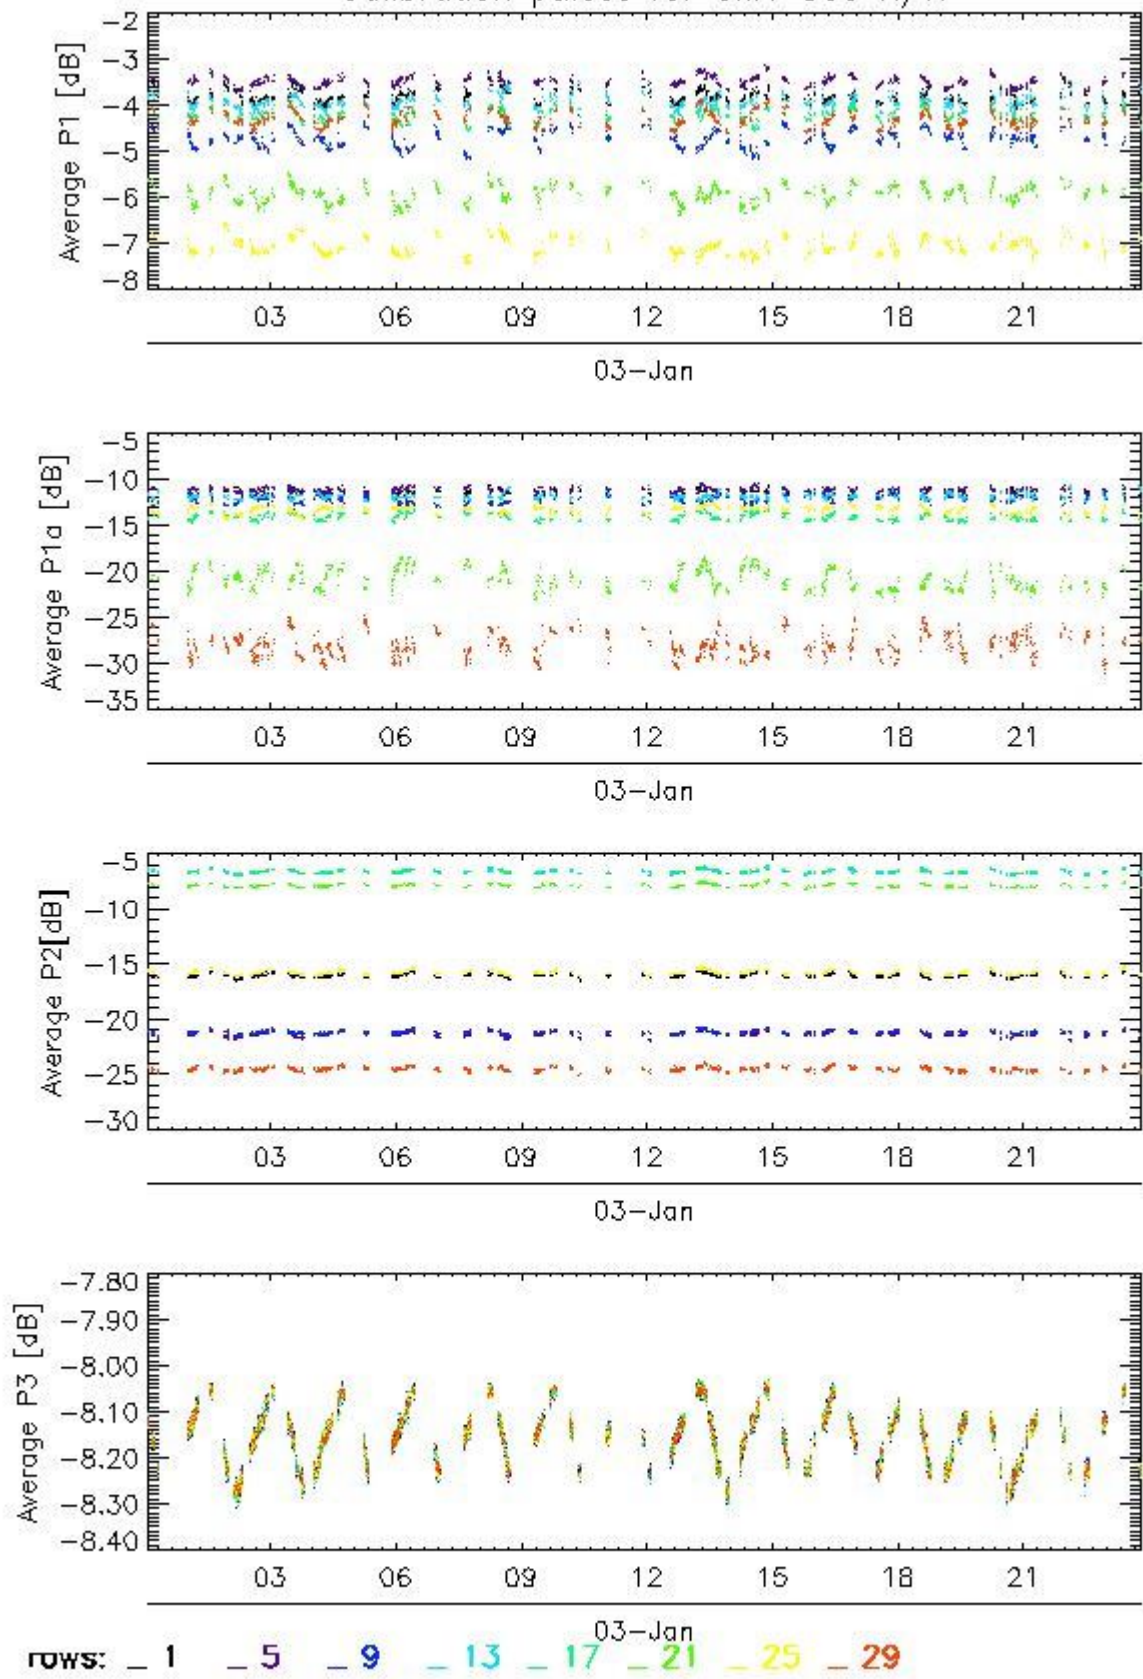 Average P1 [dB]
-2
-3
-4
-5
-6
-7
-8
03 06 09 12 15 18 21
03-Jan
Average P1a [dB]
-5
-10
-15
-20
-25
-30
-35
03 06 09 12 15 18 21
03-Jan
Average P2[dB]
-5
-10
-15
-20
-25
-30
03 06 09 12 15 18 21
03-Jan
Average P3 [dB]
-7.80
-7.90
-8.00
-8.10
-8.20
-8.30
-8.40
03 06 09 12 15 18 21
03-Jan
rows: _ 1 _ 5 _ 9 _ 13 _ 17 _ 21 _ 25 _ 29